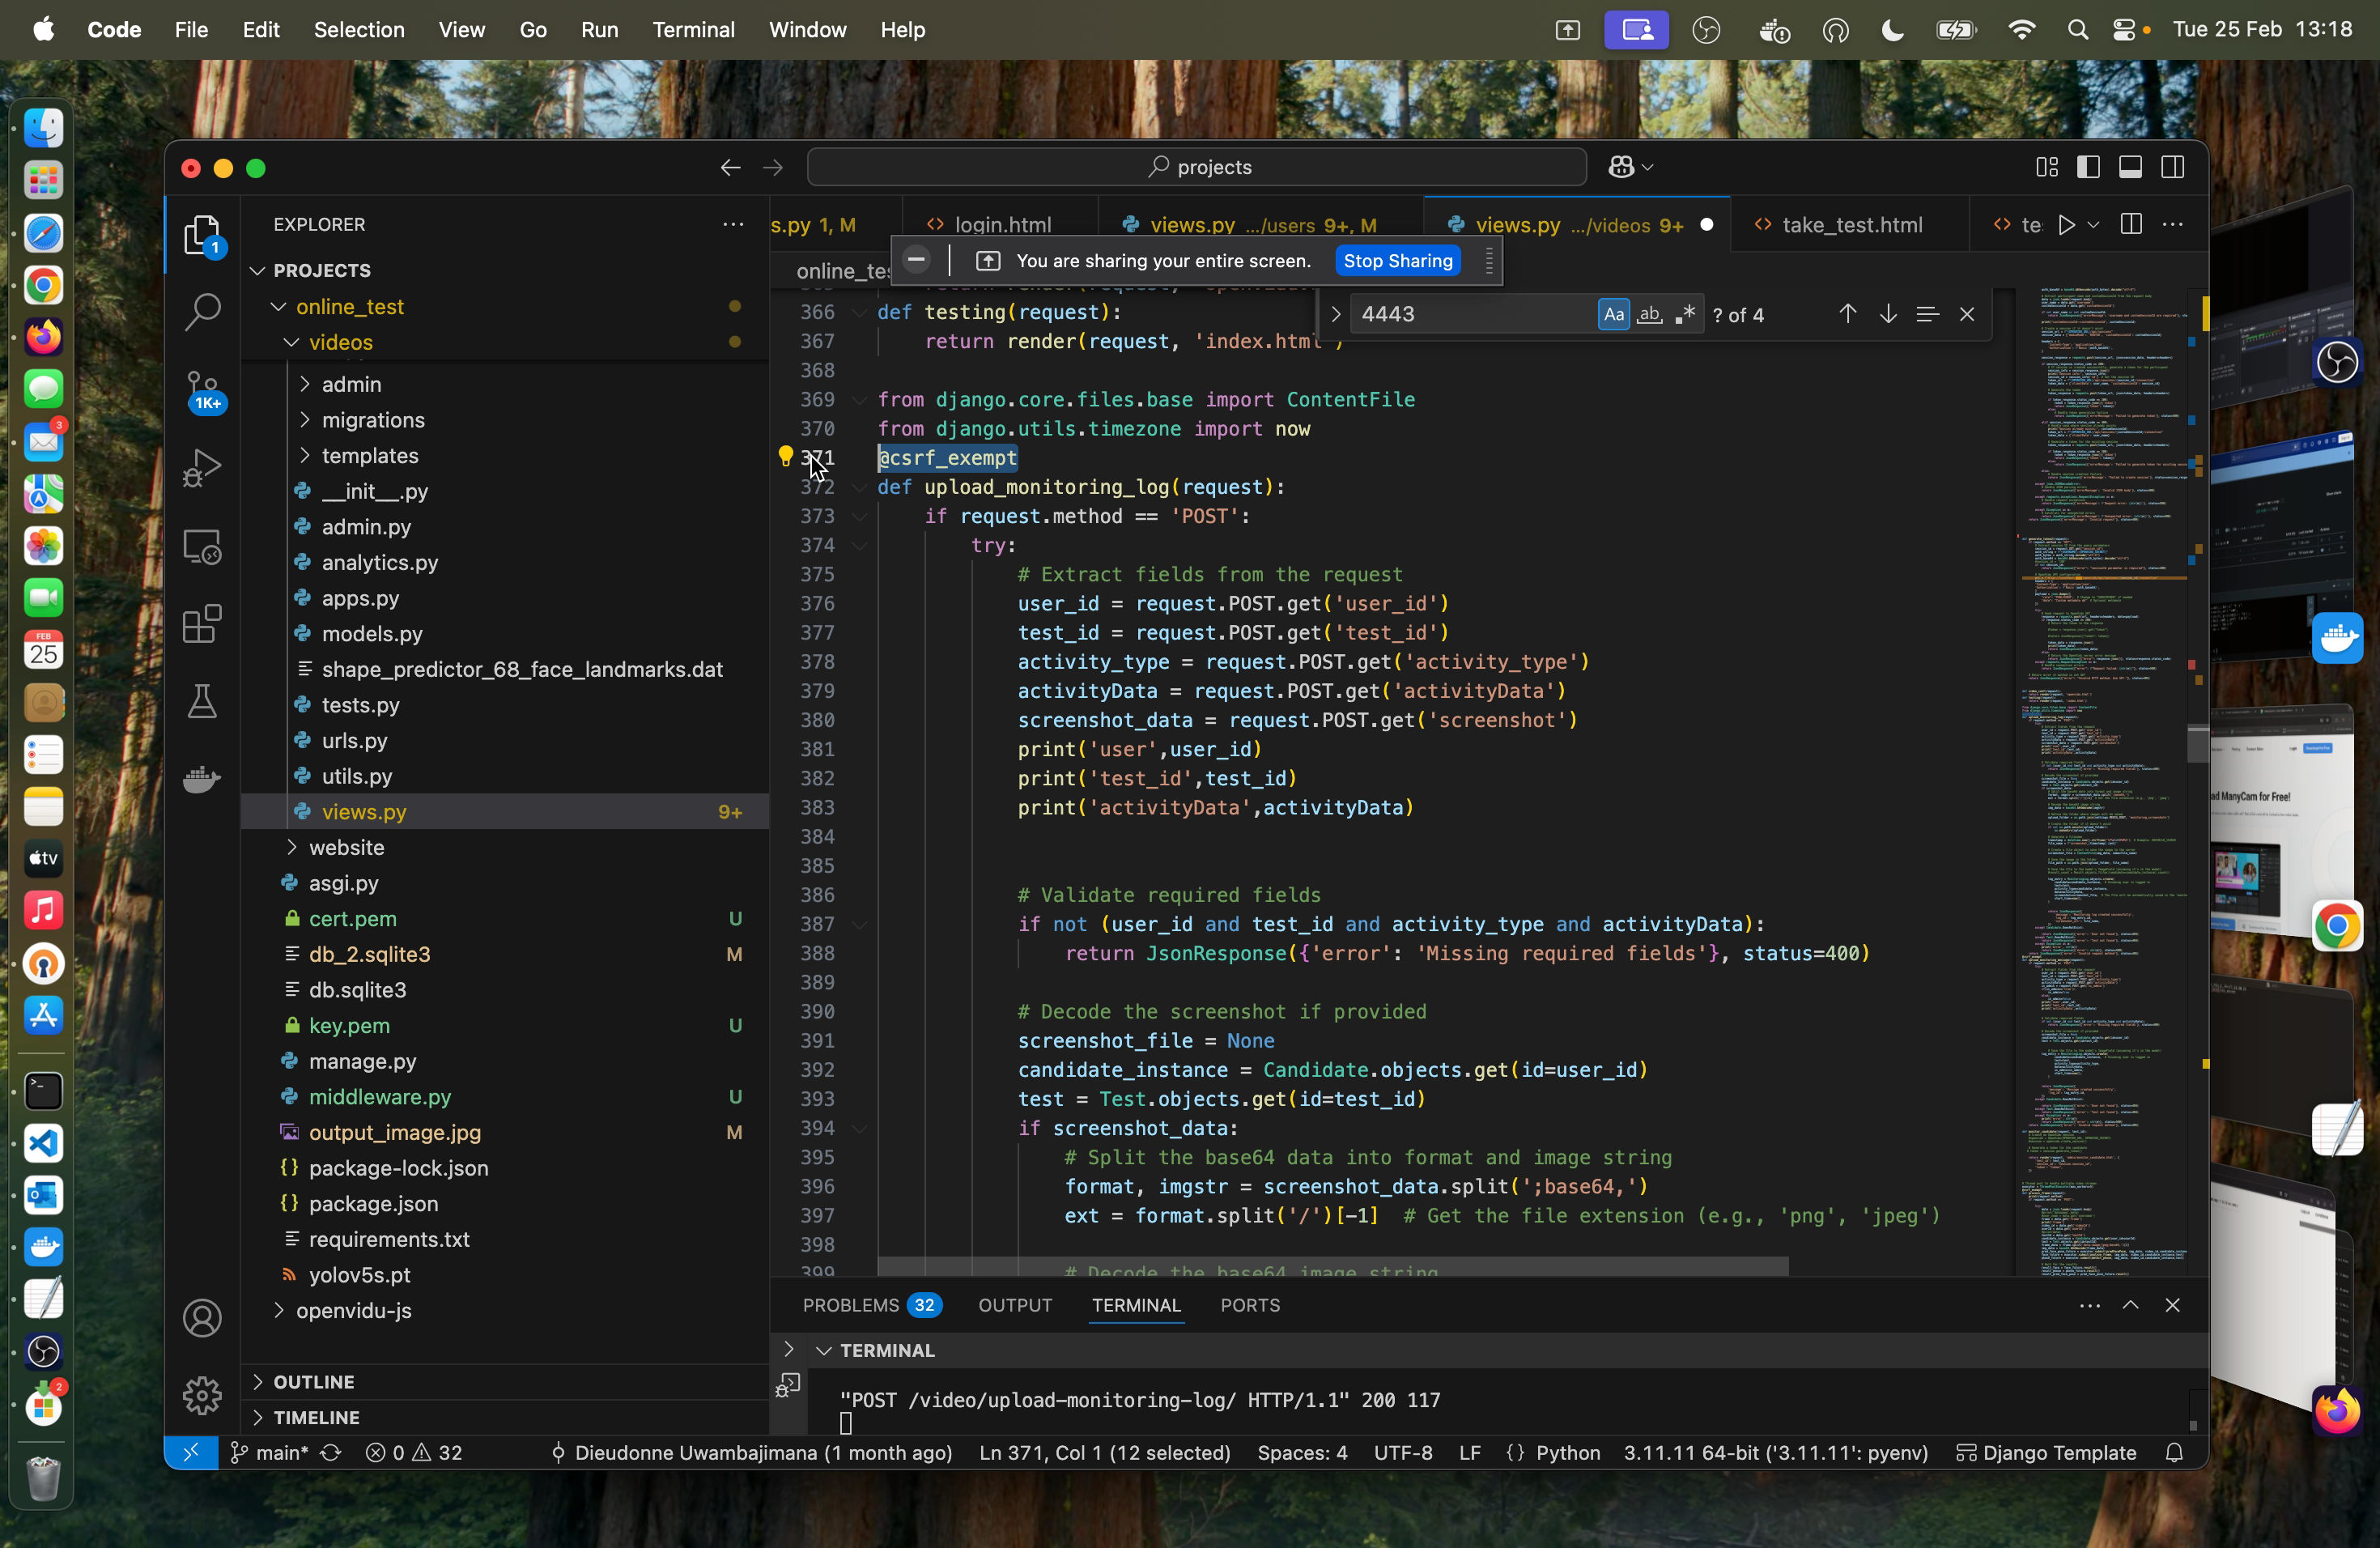 Code File Edit Selection View Go Run Terminal Window Help
Tue 25 Feb 13:18
projects
EXPLORER
s.py 1, M
login.html
views.py .../users 9+, M
views.py .../videos 9+
take_test.html
te
You are sharing your entire screen.
Stop Sharing
online_tes
PROJECTS
online_test
videos
admin
migrations
templates
__init__.py
admin.py
analytics.py
apps.py
models.py
shape_predictor_68_face_landmarks.dat
tests.py
urls.py
utils.py
views.py 9+
website
asgi.py
cert.pem U
db_2.sqlite3 M
db.sqlite3
key.pem U
manage.py
middleware.py U
output_image.jpg M
package-lock.json
package.json
requirements.txt
yolov5s.pt
openvidu-js
OUTLINE
TIMELINE
1
1K+
3
FEB
25
tv
2
4443
Aa
ab
? of 4
366 def testing(request):
367 return render(request, 'index.html')
368
369 from django.core.files.base import ContentFile
370 from django.utils.timezone import now
371 @csrf_exempt
372 def upload_monitoring_log(request):
373 if request.method == 'POST':
374 try:
375 # Extract fields from the request
376 user_id = request.POST.get('user_id')
377 test_id = request.POST.get('test_id')
378 activity_type = request.POST.get('activity_type')
379 activityData = request.POST.get('activityData')
380 screenshot_data = request.POST.get('screenshot')
381 print('user',user_id)
382 print('test_id',test_id)
383 print('activityData',activityData)
384
385
386 # Validate required fields
387 if not (user_id and test_id and activity_type and activityData):
388 return JsonResponse({'error': 'Missing required fields'}, status=400)
389
390 # Decode the screenshot if provided
391 screenshot_file = None
392 candidate_instance = Candidate.objects.get(id=user_id)
393 test = Test.objects.get(id=test_id)
394 if screenshot_data:
395 # Split the base64 data into format and image string
396 format, imgstr = screenshot_data.split(';base64,')
397 ext = format.split('/')[-1] # Get the file extension (e.g., 'png', 'jpeg')
398
399 # Decode the base64 image string
ad ManyCam for Free!
PROBLEMS 32 OUTPUT TERMINAL PORTS
TERMINAL
"POST /video/upload-monitoring-log/ HTTP/1.1" 200 117
main* 0 32 Dieudonne Uwambajimana (1 month ago) Ln 371, Col 1 (12 selected) Spaces: 4 UTF-8 LF {} Python 3.11.11 64-bit ('3.11.11': pyenv) Django Template